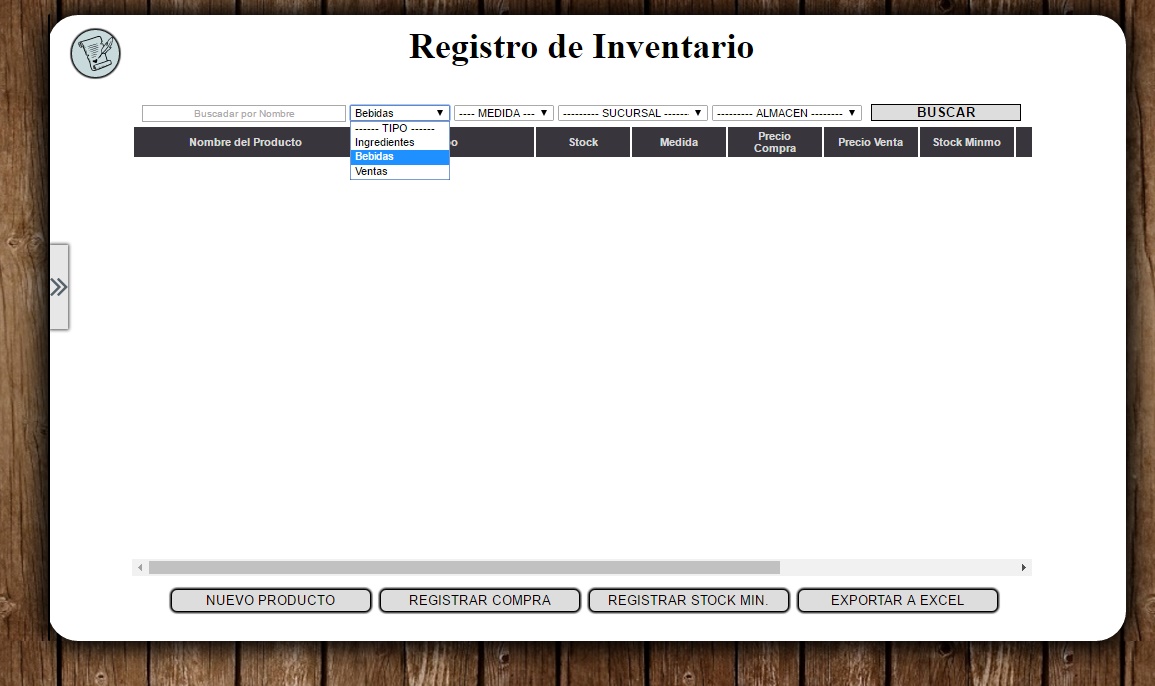 Registro de Inventario
Buscadar por Nombre
Bebidas
---- MEDIDA ---
--------- SUCURSAL -------
--------- ALMACEN --------
BUSCAR
------ TIPO ------
Ingredientes
Bebidas
Ventas
Nombre del Producto
o
Stock
Medida
Precio
Compra
Precio Venta
Stock Minmo
NUEVO PRODUCTO
REGISTRAR COMPRA
REGISTRAR STOCK MIN.
EXPORTAR A EXCEL